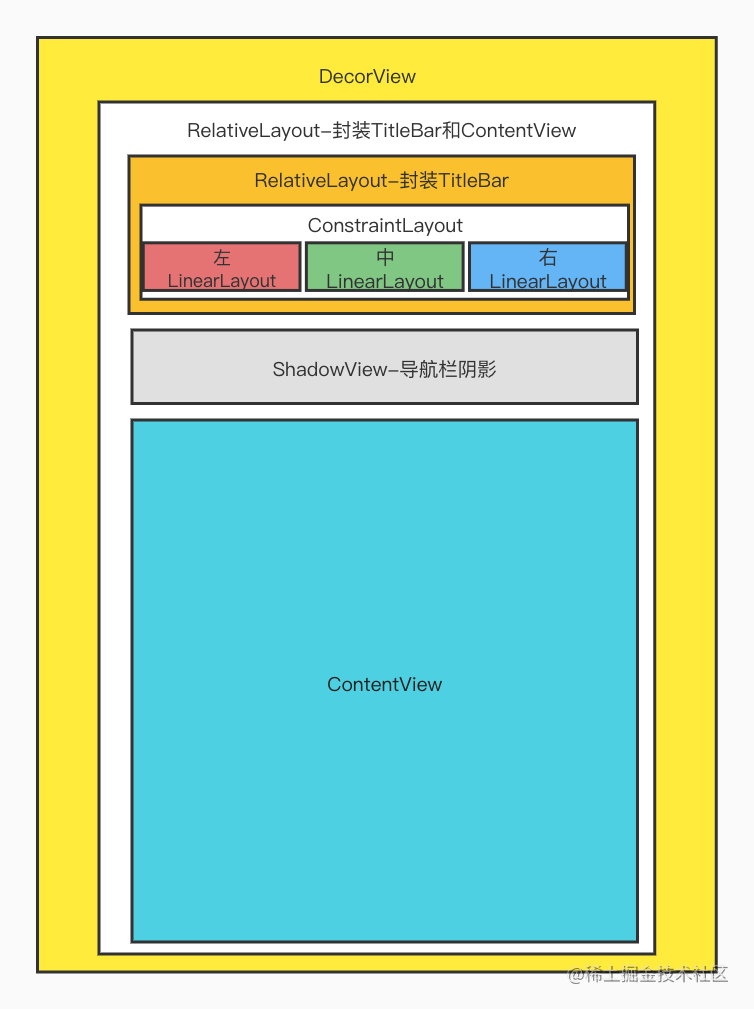 DecorView
RelativeLayout-封装TitleBar和ContentView
RelativeLayout-封装TitleBar
ConstraintLayout
左
LinearLayout
中
LinearLayout
右
LinearLayout
ShadowView-导航栏阴影
ContentView
@稀土掘金技术社区